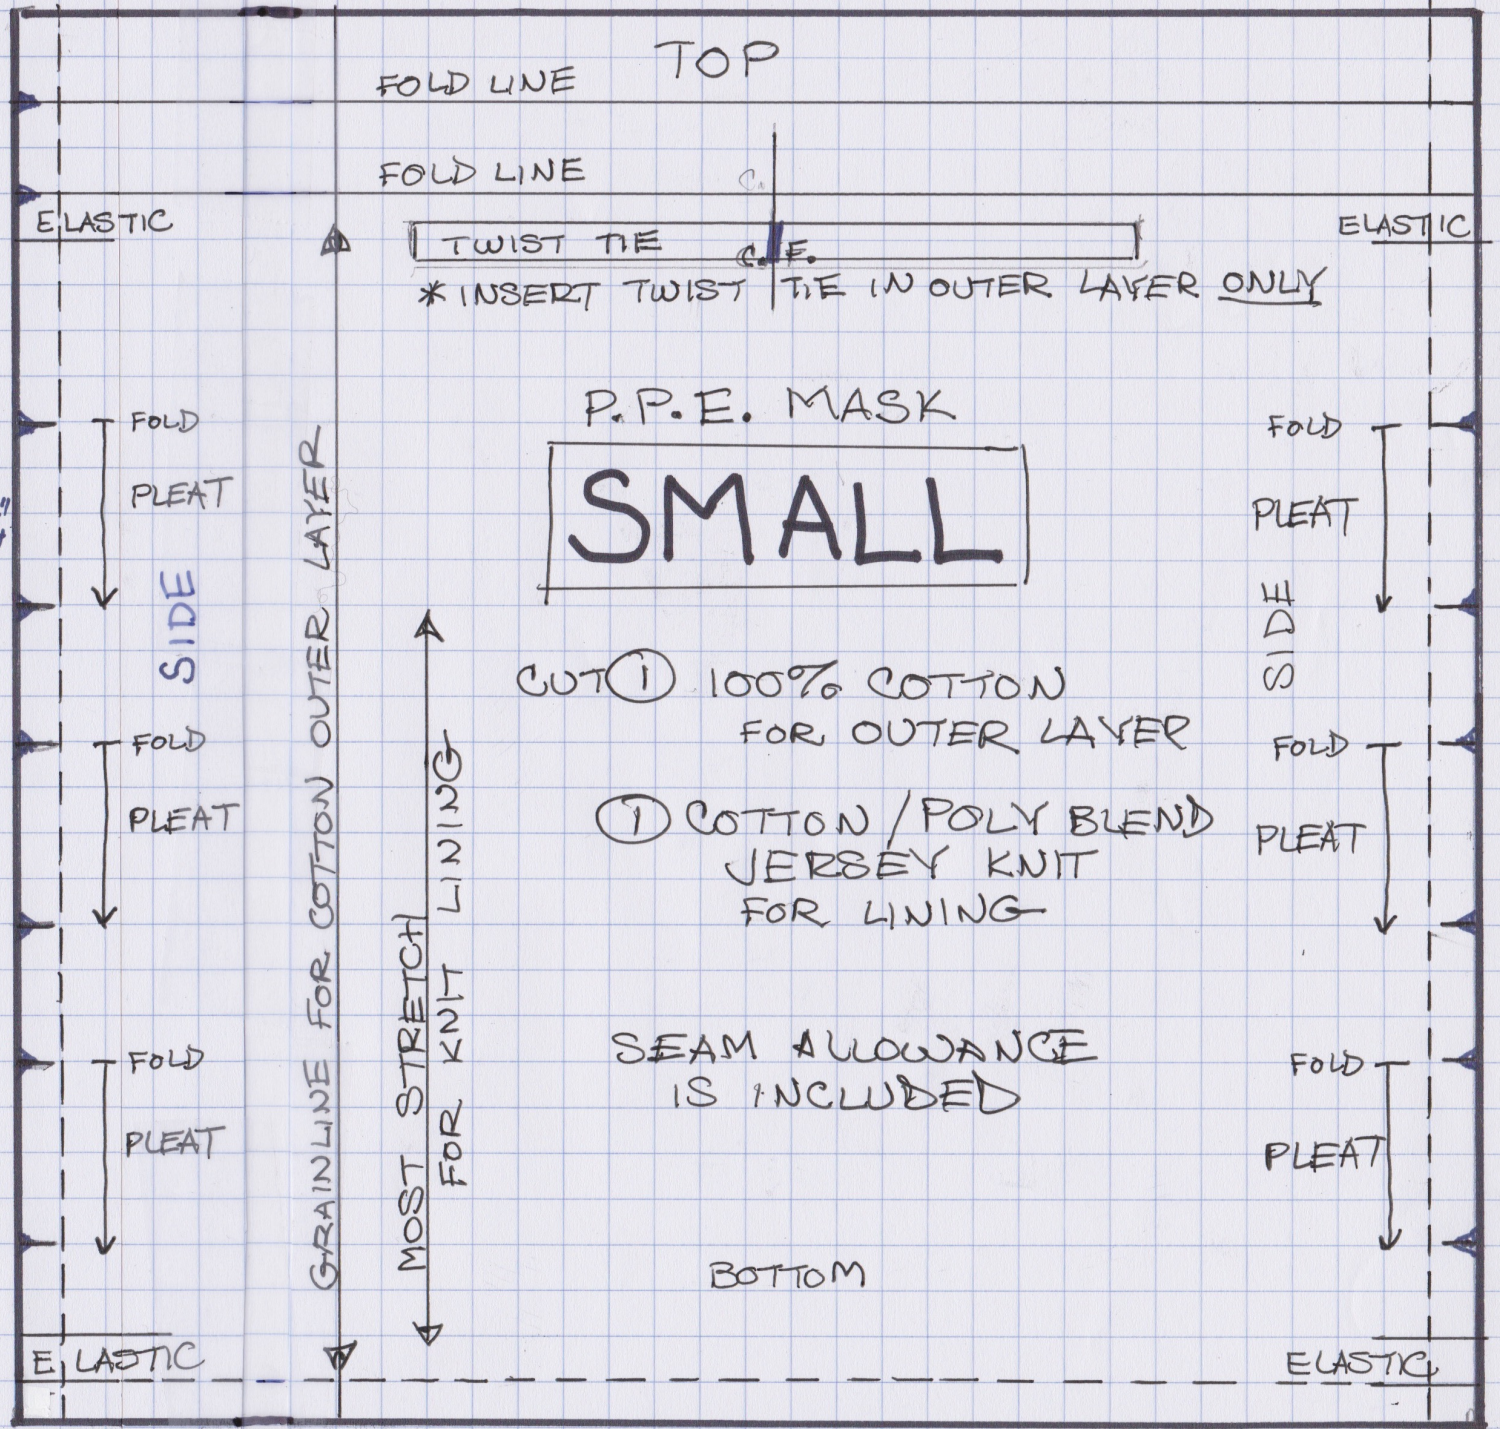 TOP
FOLD LINE
FOLD LINE
C.
ELASTIC
ELASTIC
TWIST TIE
C. F.
* INSERT TWIST TIE IN OUTER LAYER ONLY
P.P.E. MASK
SMALL
FOLD
PLEAT
SIDE
FOLD
PLEAT
FOLD
PLEAT
GRAINLINE FOR COTTON OUTER LAYER
MOST STRETCH
FOR KNIT LINING
CUT 1 100% COTTON
FOR OUTER LAYER
1 COTTON / POLY BLEND
JERSEY KNIT
FOR LINING
SEAM ALLOWANCE
IS INCLUDED
FOLD
PLEAT
SIDE
FOLD
PLEAT
FOLD
PLEAT
BOTTOM
ELASTIC
ELASTIC